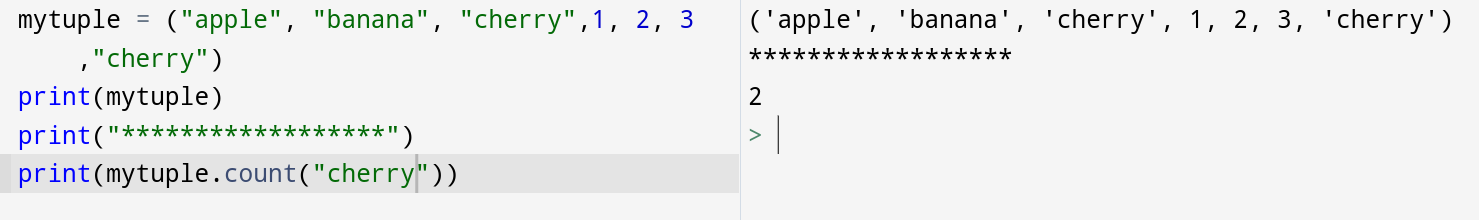 mytuple = ("apple", "banana", "cherry",1, 2, 3
    ,"cherry")
print(mytuple)
print("******************")
print(mytuple.count("cherry"))
('apple', 'banana', 'cherry', 1, 2, 3, 'cherry')
******************
2
>